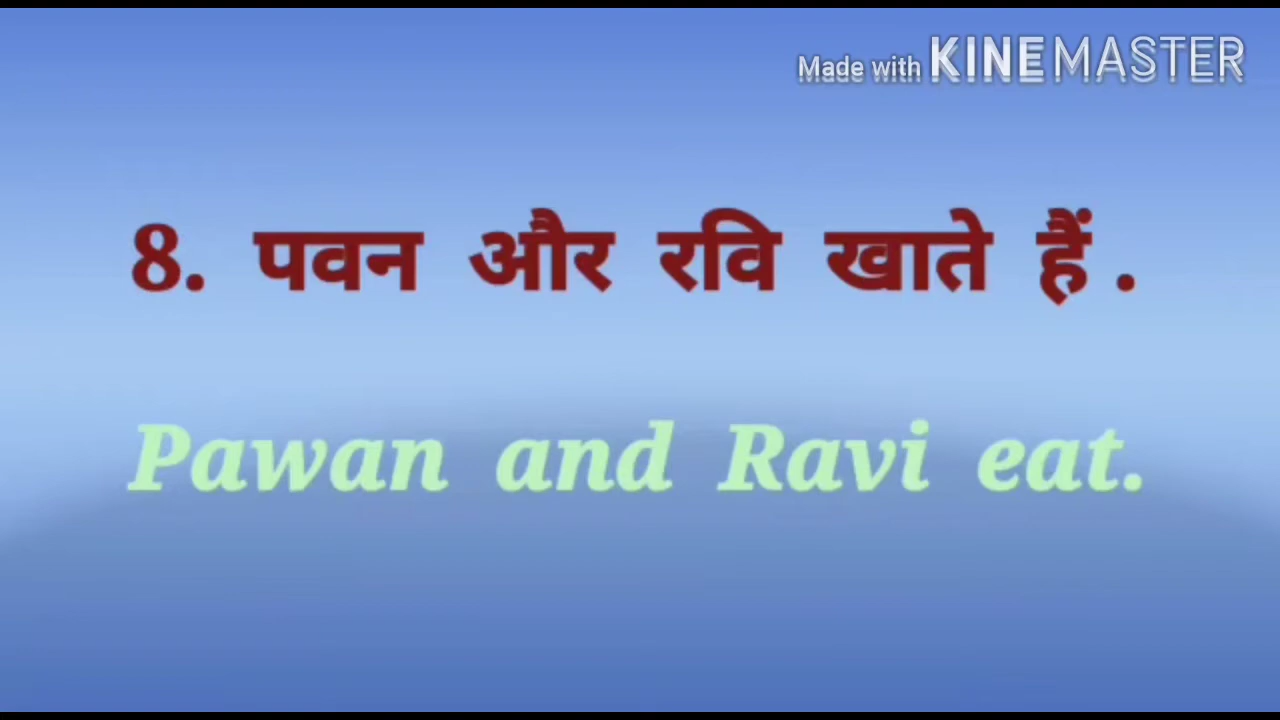 Made with KINEMASTER
8. पवन और रवि खाते हैं .
Pawan and Ravi eat.